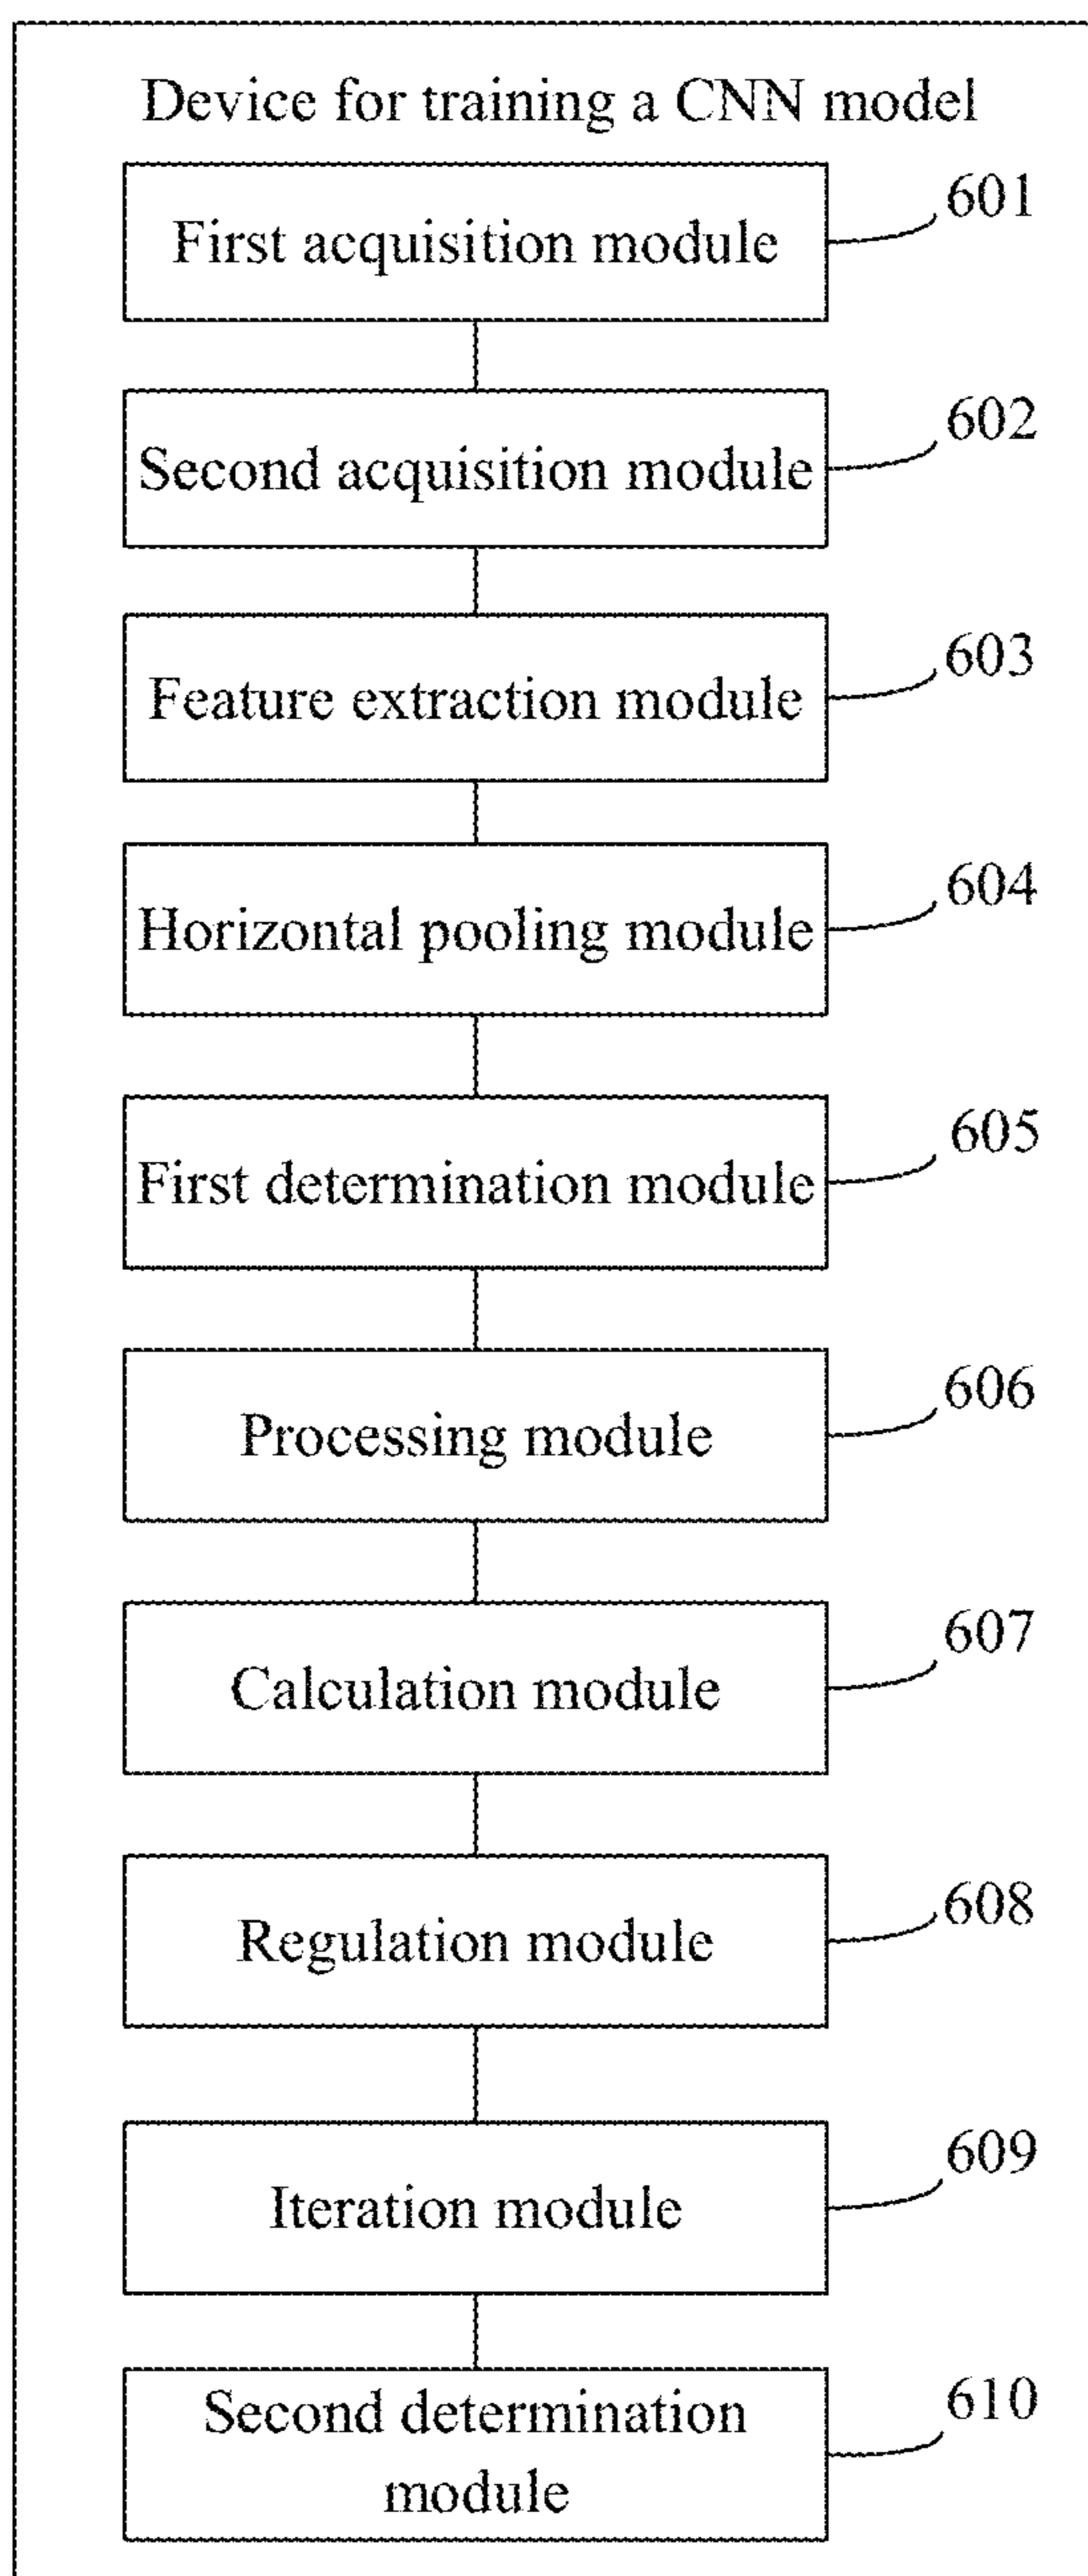 Device for training a CNN model
First acquisition module
601
Second acquisition module
602
Feature extraction module
603
Horizontal pooling module
604
First determination module
605
Processing module
606
Calculation module
607
Regulation module
608
Iteration module
609
Second determination
module
610